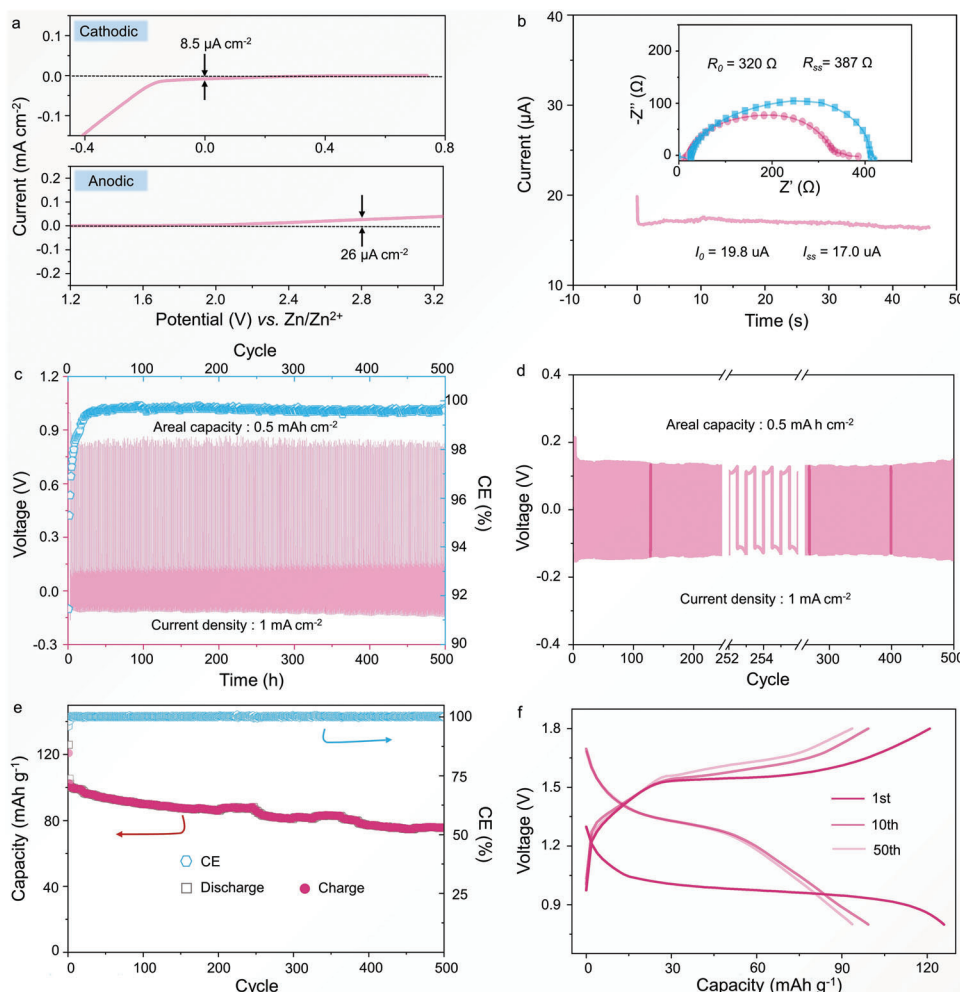 a
Cathodic
8.5 µA cm⁻²
0.1
0.0
-0.1
-0.4
0.0
0.4
0.8
Anodic
26 µA cm⁻²
0.2
0.1
0.0
-0.1
-0.2
1.2
1.6
2.0
2.4
2.8
3.2
Current (mA cm⁻²)
Potential (V) vs. Zn/Zn²⁺
b
40
30
20
10
Current (µA)
-10
0
10
20
30
40
50
Time (s)
R₀ = 320 Ω Rss = 387 Ω
200
100
0
-Z'' (Ω)
0
200
400
Z' (Ω)
I₀ = 19.8 uA Iss = 17.0 uA
c
Cycle
0
100
200
300
400
500
1.2
0.9
0.6
0.3
0.0
-0.3
Voltage (V)
Areal capacity : 0.5 mAh cm⁻²
Current density : 1 mA cm⁻²
100
98
96
93
92
90
CE (%)
0
100
200
300
400
500
Time (h)
d
0.4
0.2
0.0
-0.2
-0.4
Voltage (V)
Areal capacity : 0.5 mA h cm⁻²
Current density : 1 mA cm⁻²
0
100
200
252
254
300
400
500
Cycle
e
120
80
40
0
Capacity (mAh g⁻¹)
100
75
50
25
CE (%)
CE
Discharge
Charge
0
100
200
300
400
500
Cycle
f
1.8
1.5
1.2
0.9
Voltage (V)
1st
10th
50th
0
30
60
90
120
Capacity (mAh g⁻¹)